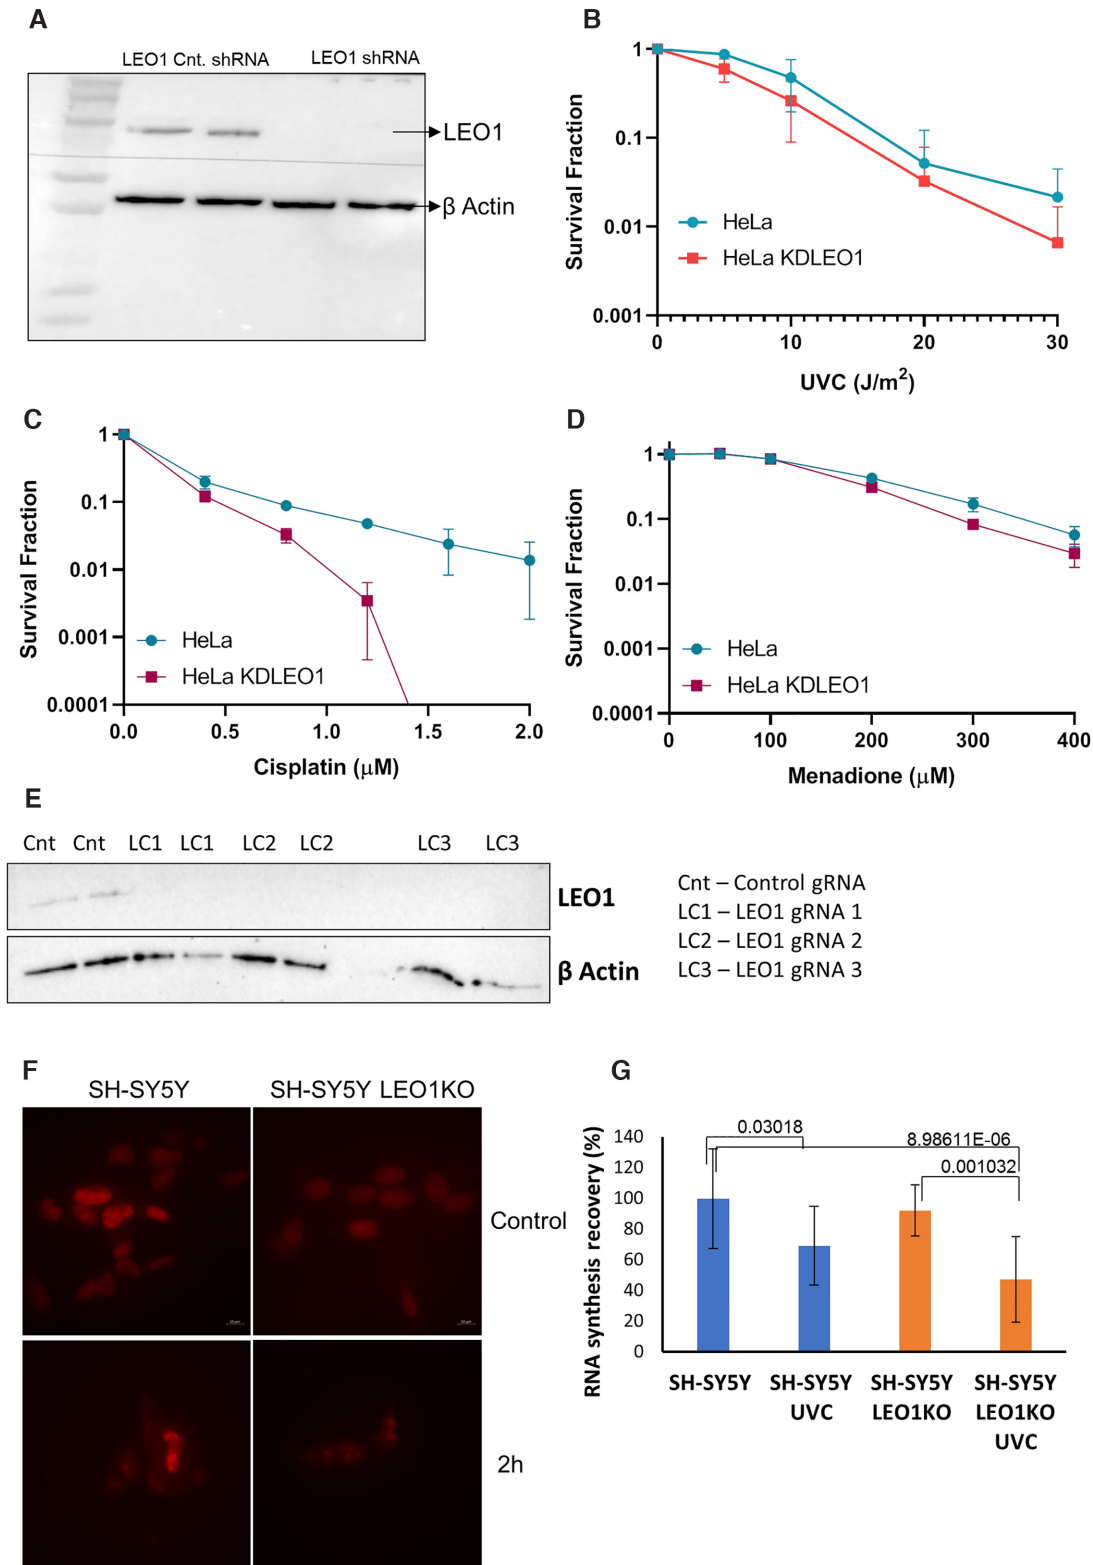 A
LEO1 Cnt. shRNA
LEO1 shRNA
LEO1
β Actin
B
1
0.1
0.01
0.001
Survival Fraction
HeLa
HeLa KDLEO1
0
10
20
30
UVC (J/m²)
C
1
0.1
0.01
0.001
0.0001
Survival Fraction
HeLa
HeLa KDLEO1
0.0
0.5
1.0
1.5
2.0
Cisplatin (μM)
D
1
0.1
0.01
0.001
0.0001
Survival Fraction
HeLa
HeLa KDLEO1
0
100
200
300
400
Menadione (μM)
E
Cnt Cnt LC1 LC1 LC2 LC2 LC3 LC3
LEO1
β Actin
Cnt – Control gRNA
LC1 – LEO1 gRNA 1
LC2 – LEO1 gRNA 2
LC3 – LEO1 gRNA 3
F
SH-SY5Y
SH-SY5Y LEO1KO
Control
2h
G
RNA synthesis recovery (%)
140
120
100
80
60
40
20
0
0.03018
8.98611E-06
0.001032
SH-SY5Y
SH-SY5Y
UVC
SH-SY5Y
LEO1KO
SH-SY5Y
LEO1KO
UVC